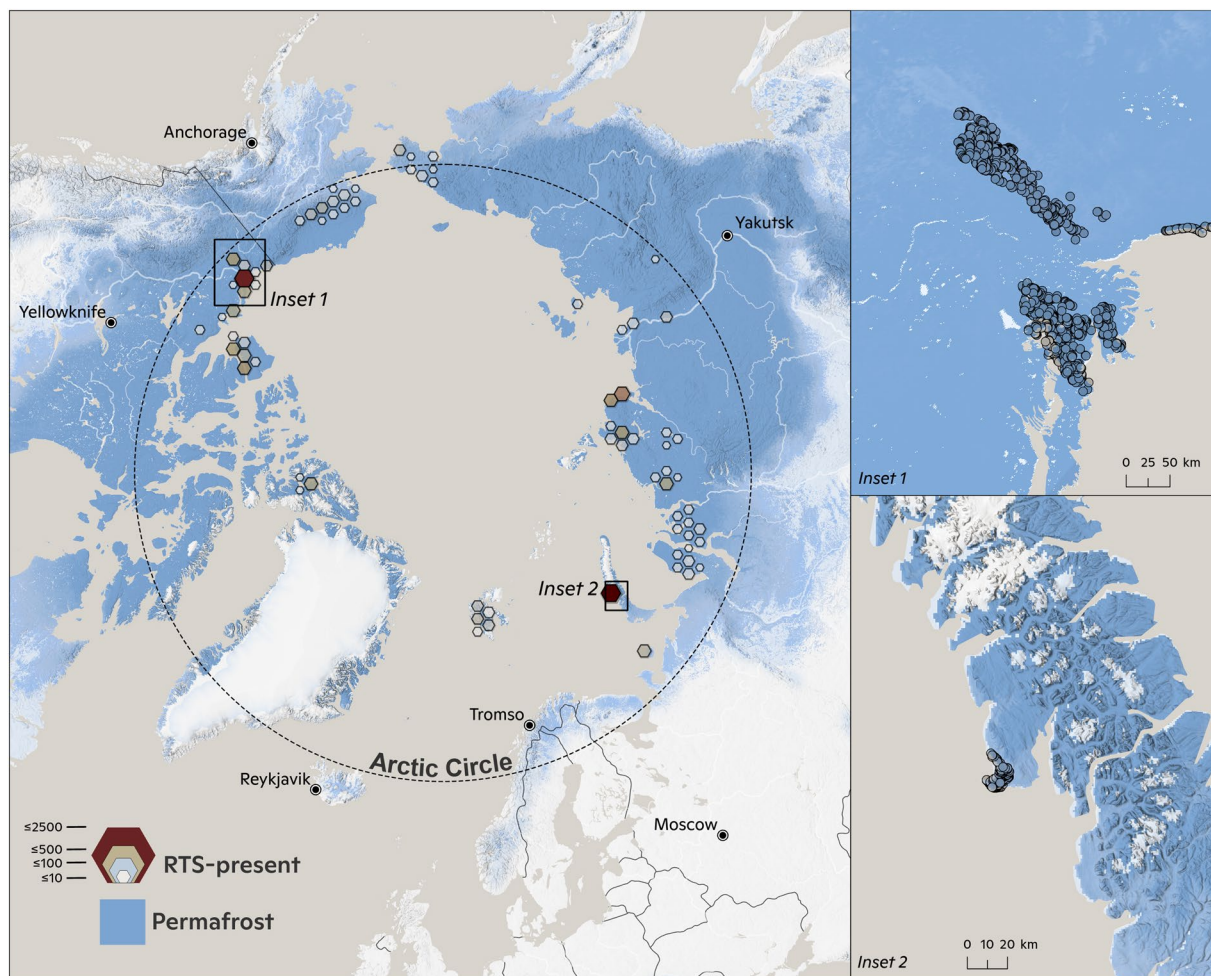 Anchorage
Yakutsk
Yellowknife
Inset 1
Inset 2
Tromso
Arctic Circle
Reykjavik
Moscow
≤2500
≤500
≤100
≤10
RTS-present
Permafrost
0 25 50 km
Inset 1
0 10 20 km
Inset 2